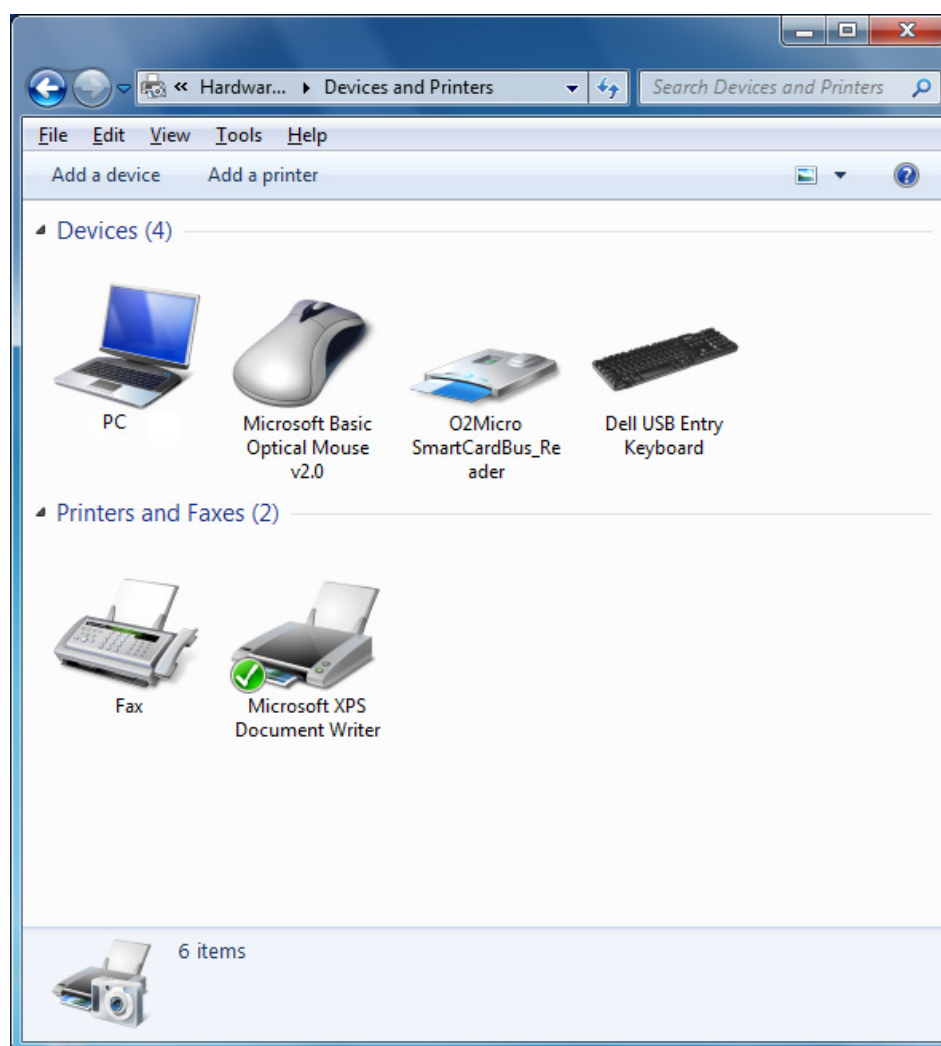 « Hardwar... ▸ Devices and Printers
Search Devices and Printers
File Edit View Tools Help
Add a device Add a printer
Devices (4)
PC
Microsoft Basic
Optical Mouse
v2.0
O2Micro
SmartCardBus_Re
ader
Dell USB Entry
Keyboard
Printers and Faxes (2)
Fax
Microsoft XPS
Document Writer
6 items